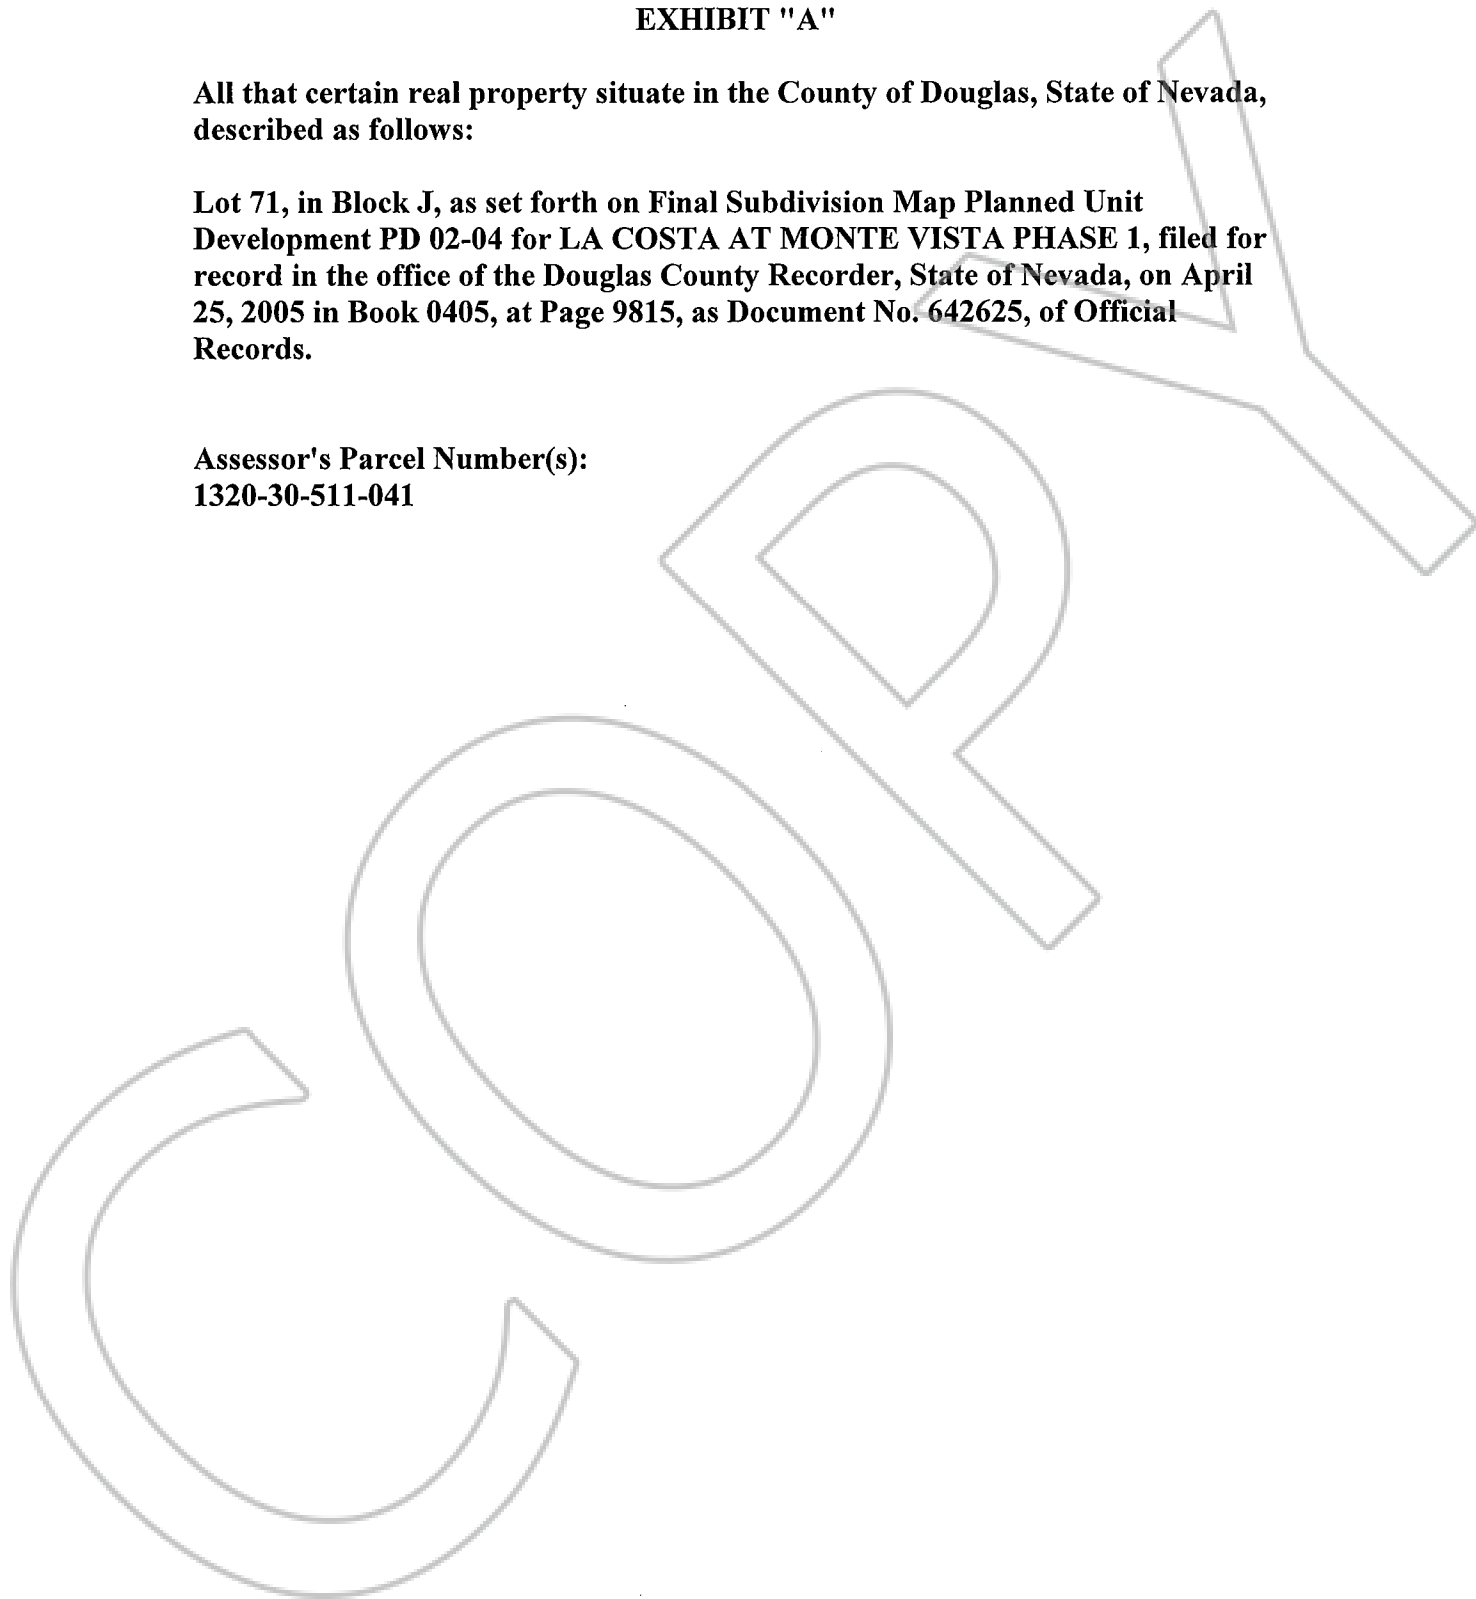 EXHIBIT "A"
All that certain real property situate in the County of Douglas, State of Nevada,
described as follows:
Lot 71, in Block J, as set forth on Final Subdivision Map Planned Unit
Development PD 02-04 for LA COSTA AT MONTE VISTA PHASE 1, filed for
record in the office of the Douglas County Recorder, State of Nevada, on April
25, 2005 in Book 0405, at Page 9815, as Document No. 642625, of Official
Records.
Assessor's Parcel Number(s):
1320-30-511-041
COPY